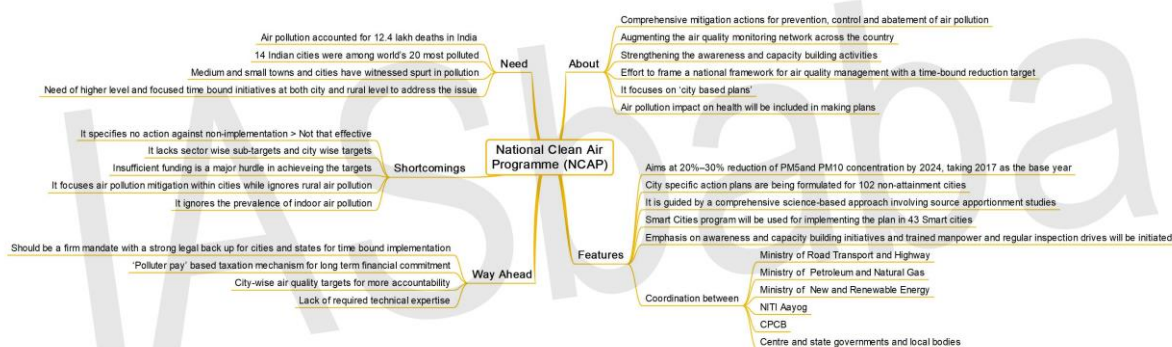 National Clean Air
Programme (NCAP)
Need
Air pollution accounted for 12.4 lakh deaths in India
14 Indian cities were among world's 20 most polluted
Medium and small towns and cities have witnessed spurt in pollution
Need of higher level and focused time bound initiatives at both city and rural level to address the issue
Shortcomings
It specifies no action against non-implementation > Not that effective
It lacks sector wise sub-targets and city wise targets
Insufficient funding is a major hurdle in achieveing the targets
It focuses air pollution mitigation within cities while ignores rural air pollution
It ignores the prevalence of indoor air pollution
Way Ahead
Should be a firm mandate with a strong legal back up for cities and states for time bound implementation
'Polluter pay' based taxation mechanism for long term financial commitment
City-wise air quality targets for more accountability
Lack of required technical expertise
About
Comprehensive mitigation actions for prevention, control and abatement of air pollution
Augmenting the air quality monitoring network across the country
Strengthening the awareness and capacity building activities
Effort to frame a national framework for air quality management with a time-bound reduction target
It focuses on 'city based plans'
Air pollution impact on health will be included in making plans
Features
Aims at 20%–30% reduction of PM5and PM10 concentration by 2024, taking 2017 as the base year
City specific action plans are being formulated for 102 non-attainment cities
It is guided by a comprehensive science-based approach involving source apportionment studies
Smart Cities program will be used for implementing the plan in 43 Smart cities
Emphasis on awareness and capacity building initiatives and trained manpower and regular inspection drives will be initiated
Coordination between
Ministry of Road Transport and Highway
Ministry of Petroleum and Natural Gas
Ministry of New and Renewable Energy
NITI Aayog
CPCB
Centre and state governments and local bodies
IASbaba